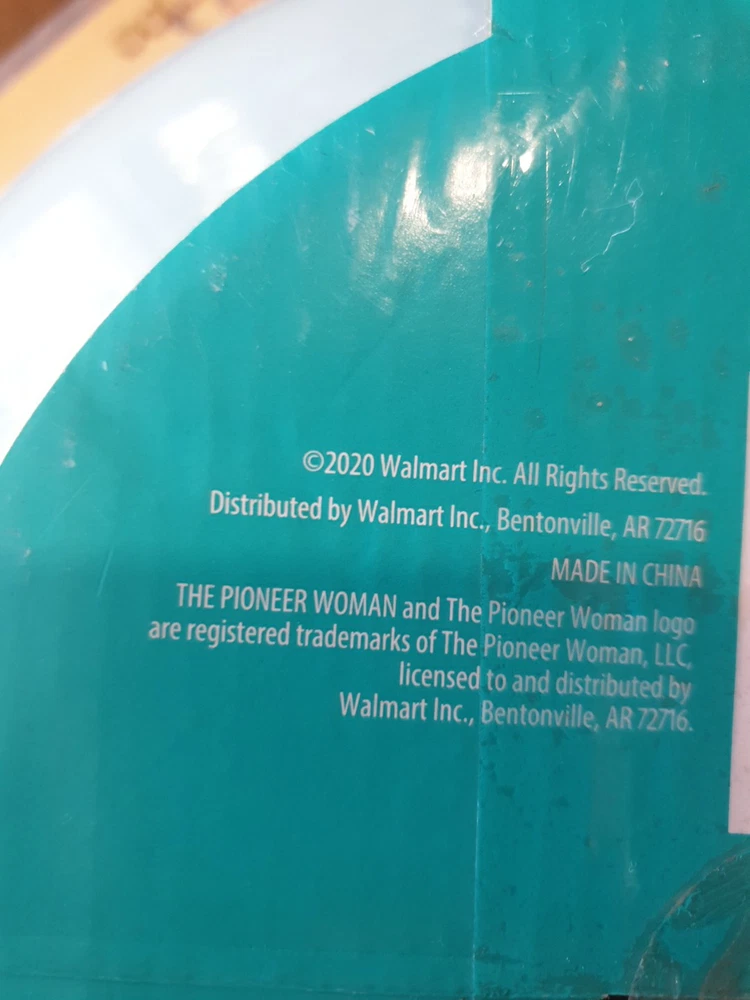 ©2020 Walmart Inc. All Rights Reserved.
Distributed by Walmart Inc., Bentonville, AR 72716
MADE IN CHINA
THE PIONEER WOMAN and The Pioneer Woman logo
are registered trademarks of The Pioneer Woman, LLC,
licensed to and distributed by
Walmart Inc., Bentonville, AR 72716.